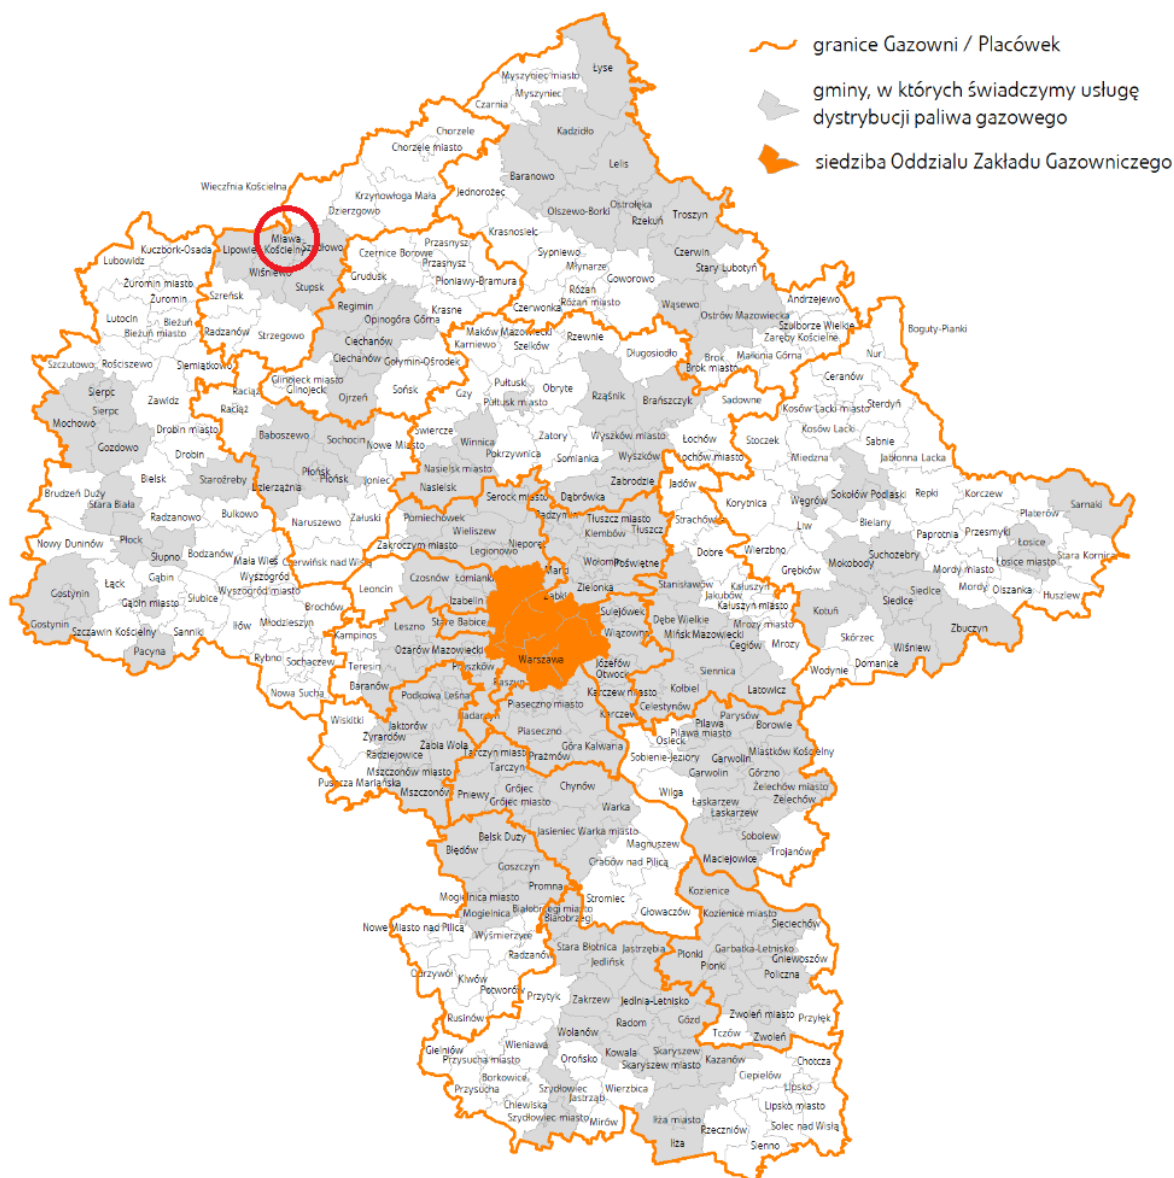 granice Gazowni / Placówek
gminy, w których świadczymy usługę
dystrybucji paliwa gazowego
siedziba Oddzialu Zakładu Gazowniczego
Łyse
Myszyniec miasto
Myszyniec
Czarnia
Chorzele
Chorzele miasto
Kadzidło
Lelis
Baranowo
Wieczfnia Kościelna
Krzynowłoga Mała
Jednorożec
Dzierzgowo
Olszewo-Borki
Ostrołęka
Rzekuń
Troszyn
Krasnosielc
Mława
Lipowiec Kościelny
Szydłowo
Kuczbork-Osada
Lubowidz
Przasnysz
Czernice Borowe
Przasnysz
Sypniewo
Młynarze
Czerwin
Stary Lubotyń
Wiśniewo
Stupsk
Grudusk
Płoniawy-Bramura
Goworowo
Żuromin miasto
Żuromin
Szreńsk
Różan
Różan miasto
Andrzejewo
Regimin
Krasne
Czerwonka
Wąsewo
Ostrów Mazowiecka
Lutocin
Bieżuń
Bieżuń miasto
Radzanów
Strzegowo
Opinogóra Górna
Szulborze Wielkie
Zaręby Kościelne
Boguty-Pianki
Maków Mazowiecki
Karniewo
Rzewnie
Szelków
Ciechanów
Ciechanów
Gołymin-Ośrodek
Długosiodło
Brok
Brok miasto
Małkinia Górna
Nur
Szczutowo
Rościszewo
Siemiątkowo
Glinojeck miasto
Glinojeck
Ojrzeń
Sońsk
Ceranów
Sierpc
Sierpc
Zawidz
Raciąż
Raciąż
Gzy
Pułtusk
Pułtusk miasto
Obryte
Rząśnik
Brańszczyk
Sadowne
Kosów Lacki miasto
Sterdyń
Mochowo
Gozdowo
Drobin miasto
Drobin
Baboszewo
Sochocin
Nowe Miasto
Świercze
Winnica
Zatory
Pokrzywnica
Somianka
Wyszków miasto
Wyszków
Łochów
Łochów miasto
Stoczek
Kosów Lacki
Sabnie
Jabłonna Lacka
Miedzna
Bielsk
Staroźreby
Dzierzążnia
Płońsk
Płońsk
Joniec
Nasielsk miasto
Nasielsk
Serock miasto
Zabrodzie
Dąbrówka
Jadów
Korytnica
Węgrów
Sokołów Podlaski
Repki
Korczew
Sarnaki
Brudzeń Duży
Stara Biała
Radzanowo
Bulkowo
Naruszewo
Załuski
Pomiechówek
Wieliszew
Radzymin
Tłuszcz miasto
Tłuszcz
Klembów
Strachówka
Liw
Bielany
Paprotnia
Przesmyki
Platerów
Nowy Duninów
Płock
Słupno
Bodzanów
Mała Wieś
Czerwińsk nad Wisłą
Zakroczym miasto
Legionowo
Nieporęt
Dobre
Wierzbno
Grębków
Suchożebry
Mokobody
Łosice
Łosice miasto
Stara Kornica
Gostynin
Gostynin
Łąck
Gąbin
Gąbin miasto
Słubice
Wyszogród
Wyszogród miasto
Leoncin
Czosnów
Łomianki
Izabelin
Marki
Ząbki
Wołomin
Poświętne
Zielonka
Stanisławów
Jakubów
Kałuszyn
Kałuszyn miasto
Kotuń
Siedlce
Siedlce
Mordy miasto
Mordy
Olszanka
Huszlew
Szczawin Kościelny
Pacyna
Sanniki
Iłów
Młodzieszyn
Brochów
Kampinos
Leszno
Stare Babice
Sulejówek
Wiązowna
Dębe Wielkie
Mińsk Mazowiecki
Cegłów
Mrozy miasto
Mrozy
Skórzec
Wiśniew
Zbuczyn
Domanice
Wodynie
Rybno
Sochaczew
Nowa Sucha
Teresin
Baranów
Ożarów Mazowiecki
Pruszków
Warszawa
Raszyn
Józefów
Otwock
Karczew miasto
Karczew
Celestynów
Kołbiel
Siennica
Latowicz
Wiskitki
Podkowa Leśna
Nadarzyn
Piaseczno miasto
Piaseczno
Jaktorów
Żyrardów
Radziejowice
Żabia Wola
Tarczyn miasto
Tarczyn
Prażmów
Góra Kalwaria
Osieck
Sobienie-Jeziory
Pilawa
Pilawa miasto
Parysów
Borowie
Miastków Kościelny
Garwolin
Garwolin
Górzno
Puszcza Mariańska
Mszczonów miasto
Mszczonów
Pniewy
Grójec
Grójec miasto
Chynów
Warka
Wilga
Łaskarzew
Łaskarzew
Żelechów miasto
Żelechów
Sobolew
Trojanów
Maciejowice
Błędów
Belsk Duży
Jasieniec
Warka miasto
Magnuszew
Goszczyn
Grabów nad Pilicą
Mogielnica miasto
Mogielnica
Promna
Stromiec
Głowaczów
Kozienice
Kozienice miasto
Sieciechów
Nowe Miasto nad Pilicą
Białobrzegi miasto
Białobrzegi
Wyśmierzyce
Radzanów
Stara Błotnica
Jastrzębia
Jedlińsk
Pionki
Pionki
Garbatka-Letnisko
Gniewoszów
Policzna
Odrzywół
Klwów
Potworów
Rusinów
Przytyk
Zakrzew
Jedlnia-Letnisko
Radom
Gózd
Zwoleń miasto
Zwoleń
Tczów
Przyłęk
Gielniów
Przysucha miasto
Przysucha
Wieniawa
Wolanów
Orońsko
Kowala
Skaryszew
Skaryszew miasto
Kazanów
Ciepielów
Chotcza
Borkowice
Chlewiska
Szydłowiec
Szydłowiec miasto
Jastrząb
Wierzbica
Mirów
Iłża miasto
Iłża
Rzeczniów
Sienno
Lipsko
Lipsko miasto
Solec nad Wisłą